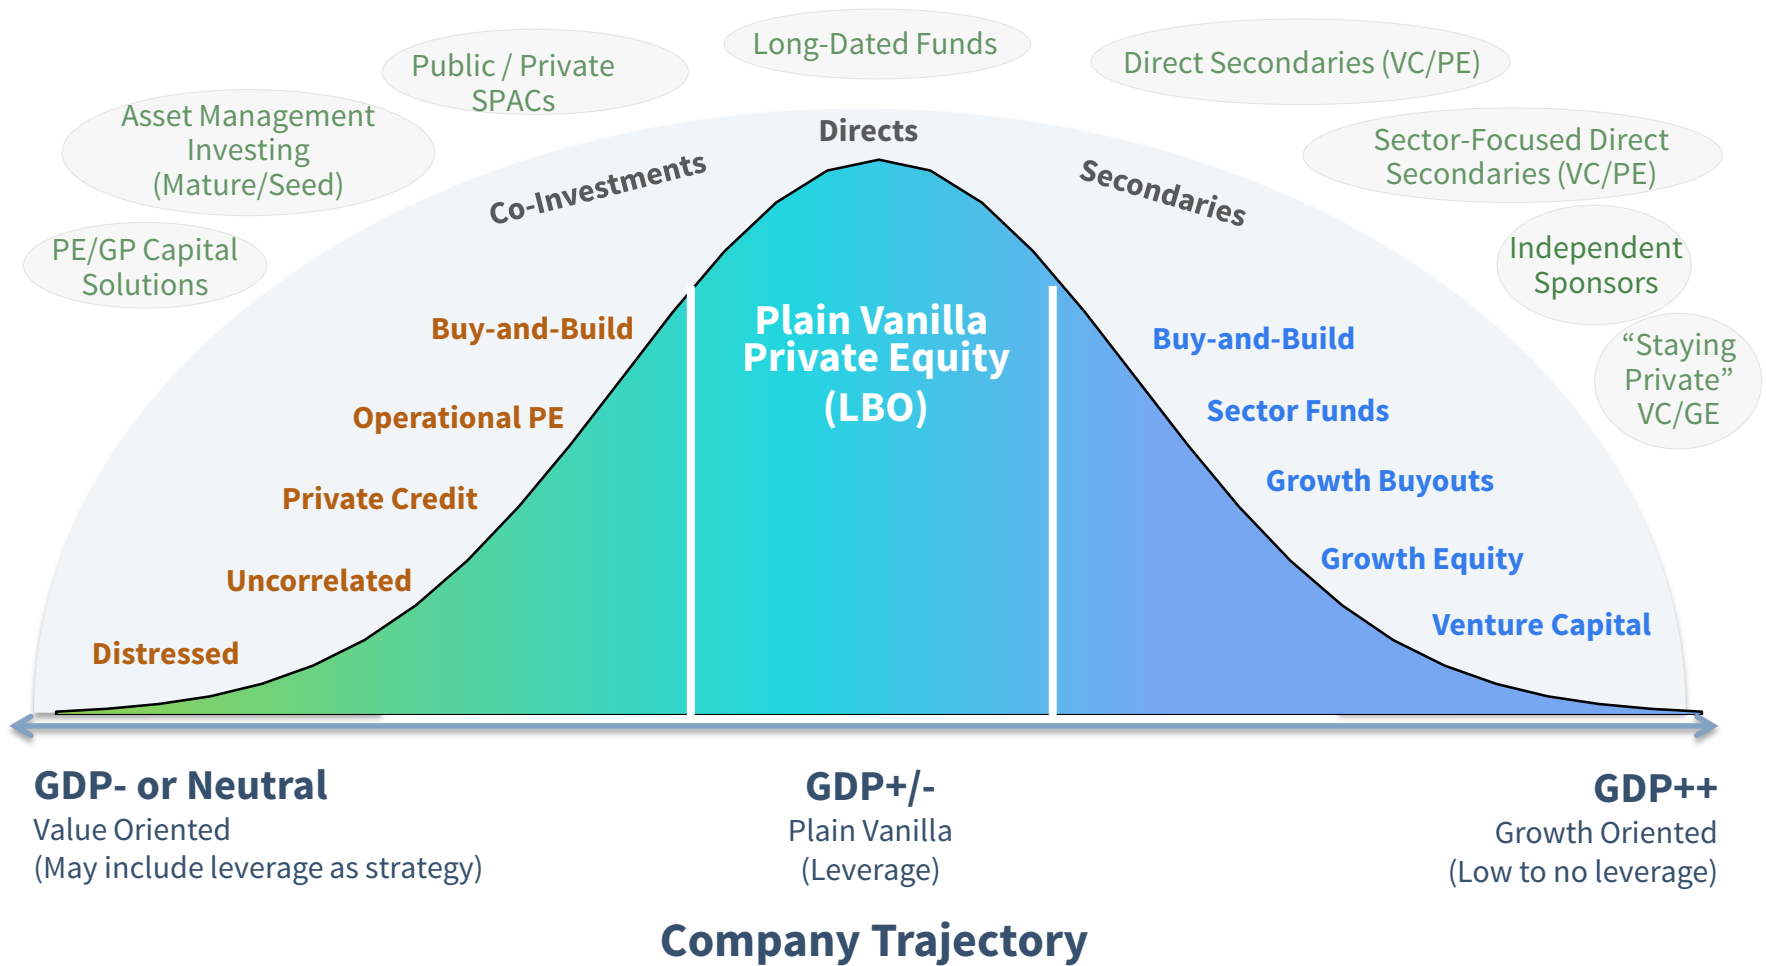 Long-Dated Funds
Public / Private
SPACs
Direct Secondaries (VC/PE)
Asset Management
Investing
(Mature/Seed)
Sector-Focused Direct
Secondaries (VC/PE)
PE/GP Capital
Solutions
Independent
Sponsors
“Staying
Private”
VC/GE
Co-Investments
Directs
Secondaries
Buy-and-Build
Operational PE
Private Credit
Uncorrelated
Distressed
Plain Vanilla
Private Equity
(LBO)
Buy-and-Build
Sector Funds
Growth Buyouts
Growth Equity
Venture Capital
GDP- or Neutral
Value Oriented
(May include leverage as strategy)
GDP+/-
Plain Vanilla
(Leverage)
GDP++
Growth Oriented
(Low to no leverage)
Company Trajectory